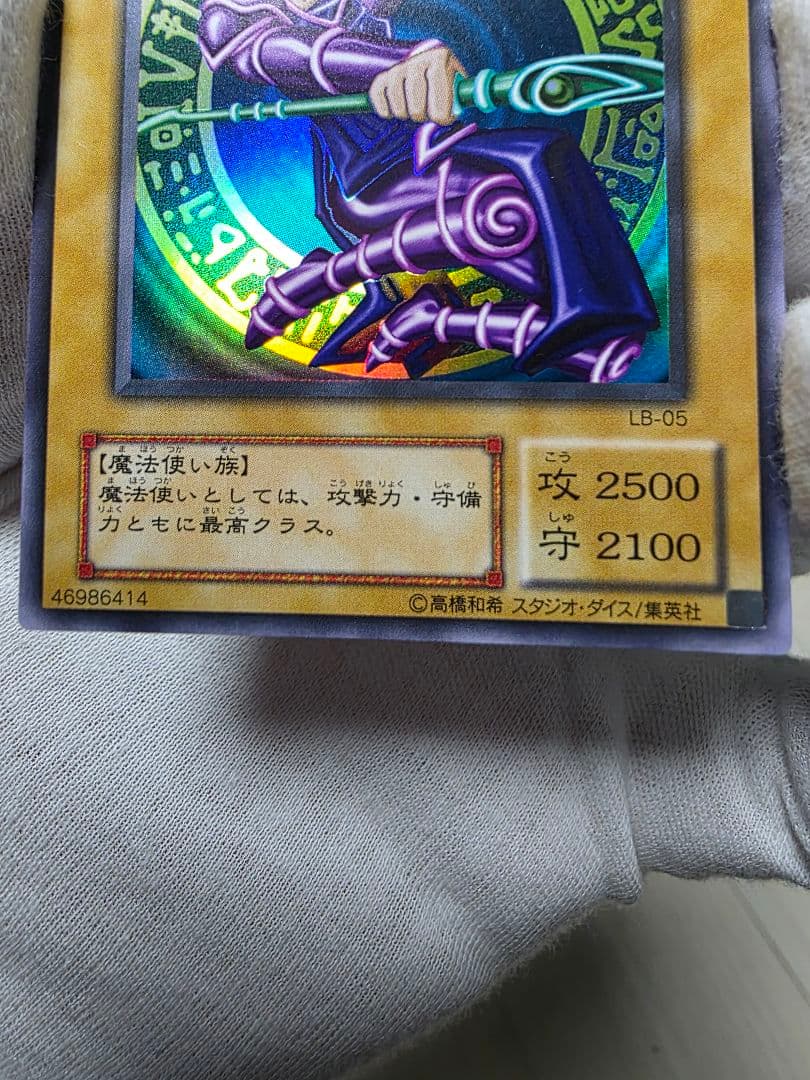 LB-05
【魔法使い族】
魔法使いとしては、攻撃力・守備
力ともに最高クラス。
攻 2500
守 2100
46986414
©高橋和希 スタジオ・ダイス/集英社